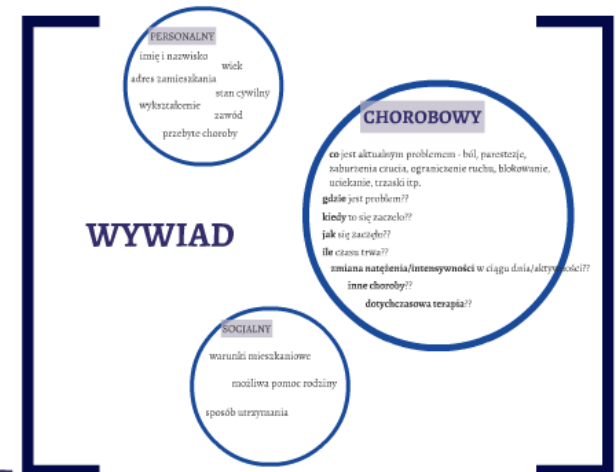 PERSONALNY
imię i nazwisko
wiek
adres zamieszkania
stan cywilny
wykształcenie
zawód
przebyte choroby
CHOROBOWY
co jest aktualnym problemem - ból, parestezje,
zaburzenia czucia, ograniczenie ruchu, blokowanie,
uciekanie, trzaski itp.
gdzie jest problem??
kiedy to się zaczelo??
jak się zaczęło??
ile czasu trwa??
zmiana natężenia/intensywności w ciągu dnia/aktywności??
inne choroby??
dotychczasowa terapia??
WYWIAD
SOCJALNY
warunki mieszkaniowe
możliwa pomoc rodziny
sposób utrzymania